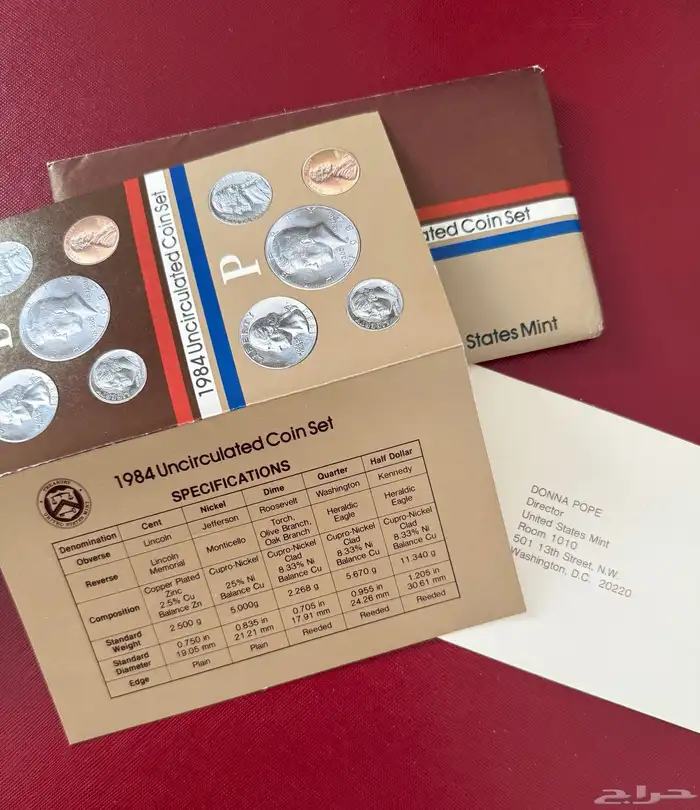 1984 Uncirculated Coin Set
P
ated Coin Set
States Mint
1984 Uncirculated Coin Set
SPECIFICATIONS
Denomination Cent Nickel Dime Quarter Half Dollar
Obverse Lincoln Jefferson Roosevelt Washington Kennedy
Reverse Lincoln Memorial Monticello Torch, Olive Branch, Oak Branch Heraldic Eagle Heraldic Eagle
Composition Copper Plated Zinc 2.5% Cu Balance Zn Cupro-Nickel 25% Ni Balance Cu Cupro-Nickel Clad 8.33% Ni Balance Cu Cupro-Nickel Clad 8.33% Ni Balance Cu Cupro-Nickel Clad 8.33% Ni Balance Cu
Standard Weight 2.500 g 5.000g 2.268 g 5.670 g 11.340 g
Standard Diameter 0.750 in 19.05 mm 0.835 in 21.21 mm 0.705 in 17.91 mm 0.955 in 24.26 mm 1.205 in 30.61 mm
Edge Plain Plain Reeded Reeded Reeded
DONNA POPE
Director
United States Mint
Room 1010
501 13th Street, N.W.
Washington, D.C. 20220
حراج